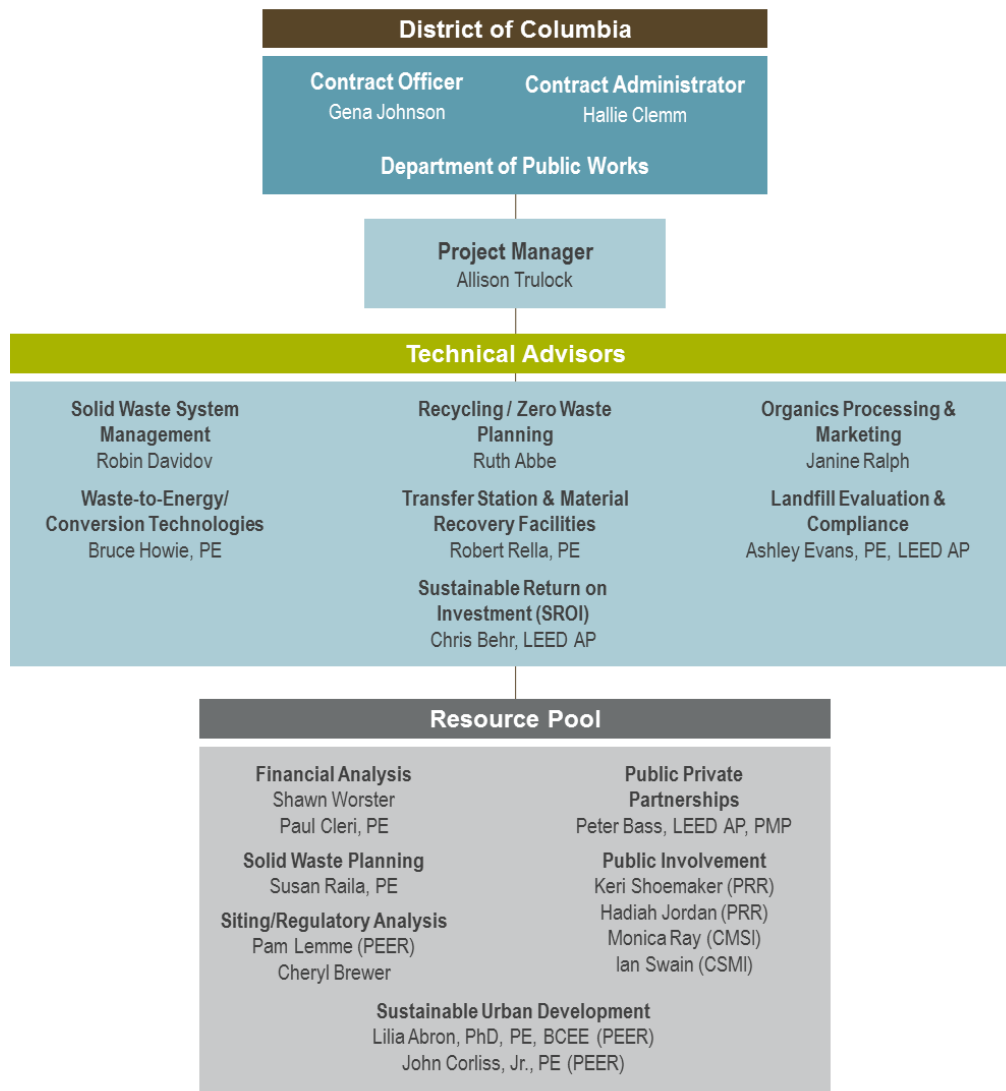 District of Columbia
Contract Officer
Gena Johnson
Contract Administrator
Hallie Clemm
Department of Public Works
Project Manager
Allison Trulock
Technical Advisors
Solid Waste System
Management
Robin Davidov
Recycling / Zero Waste
Planning
Ruth Abbe
Organics Processing &
Marketing
Janine Ralph
Waste-to-Energy/
Conversion Technologies
Bruce Howie, PE
Transfer Station & Material
Recovery Facilities
Robert Rella, PE
Landfill Evaluation &
Compliance
Ashley Evans, PE, LEED AP
Sustainable Return on
Investment (SROI)
Chris Behr, LEED AP
Resource Pool
Financial Analysis
Shawn Worster
Paul Cleri, PE
Solid Waste Planning
Susan Raila, PE
Siting/Regulatory Analysis
Pam Lemme (PEER)
Cheryl Brewer
Public Private
Partnerships
Peter Bass, LEED AP, PMP
Public Involvement
Keri Shoemaker (PRR)
Hadiah Jordan (PRR)
Monica Ray (CMSI)
Ian Swain (CSMI)
Sustainable Urban Development
Lilia Abron, PhD, PE, BCEE (PEER)
John Corliss, Jr., PE (PEER)